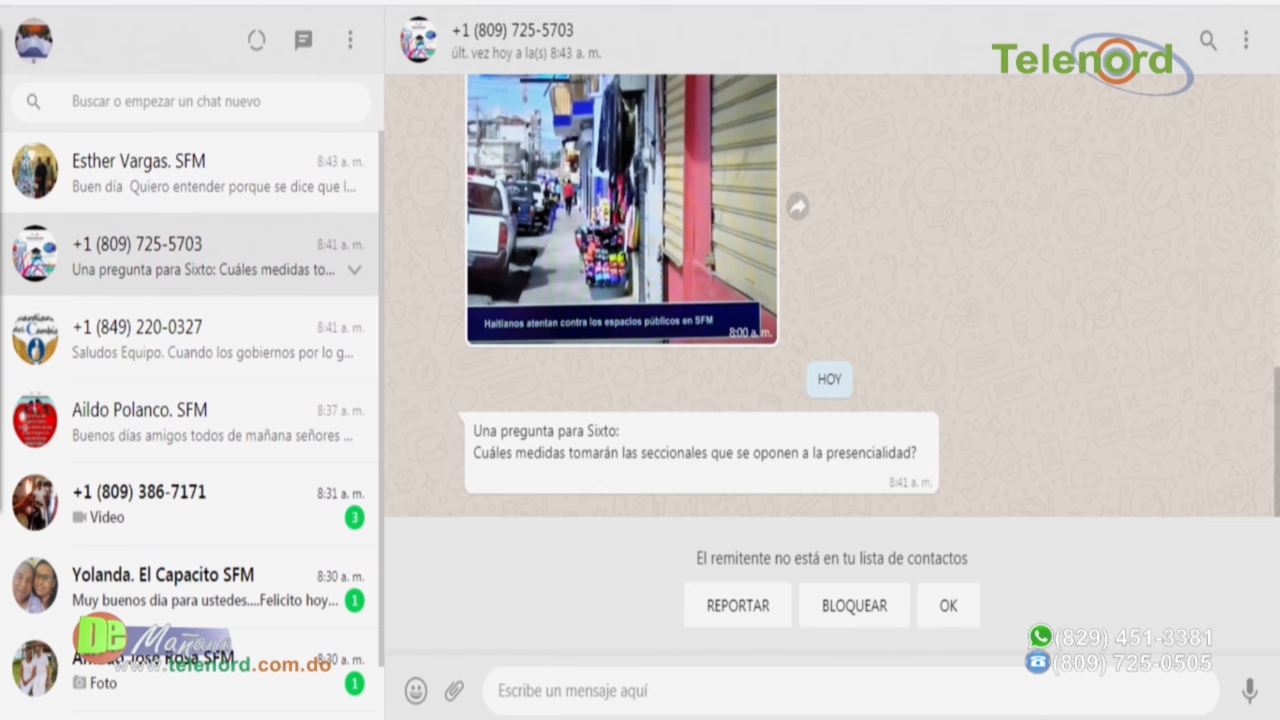 +1 (809) 725-5703
últ. vez hoy a la(s) 8:43 a. m.
Telenord
Buscar o empezar un chat nuevo
Esther Vargas. SFM
8:43 a. m.
Buen día Quiero entender porque se dice que l...
+1 (809) 725-5703
8:41 a. m.
Una pregunta para Sixto: Cuáles medidas to...
+1 (849) 220-0327
8:41 a. m.
Saludos Equipo. Cuando los gobiernos por lo g...
Aildo Polanco. SFM
8:37 a. m.
Buenos días amigos todos de mañana señores ...
+1 (809) 386-7171
8:31 a. m.
Video
3
Yolanda. El Capacito SFM
8:30 a. m.
Muy buenos dia para ustedes....Felicito hoy...
1
De Mañana
José Rosa SFM
8:30 a. m.
www.telenord.com.do
Foto
1
Haitianos atentan contra los espacios públicos en SFM
8:00 a. m.
HOY
Una pregunta para Sixto:
Cuáles medidas tomarán las seccionales que se oponen a la presencialidad?
8:41 a. m.
El remitente no está en tu lista de contactos
REPORTAR
BLOQUEAR
OK
(829) 451-3381
(809) 725-0505
Escribe un mensaje aquí